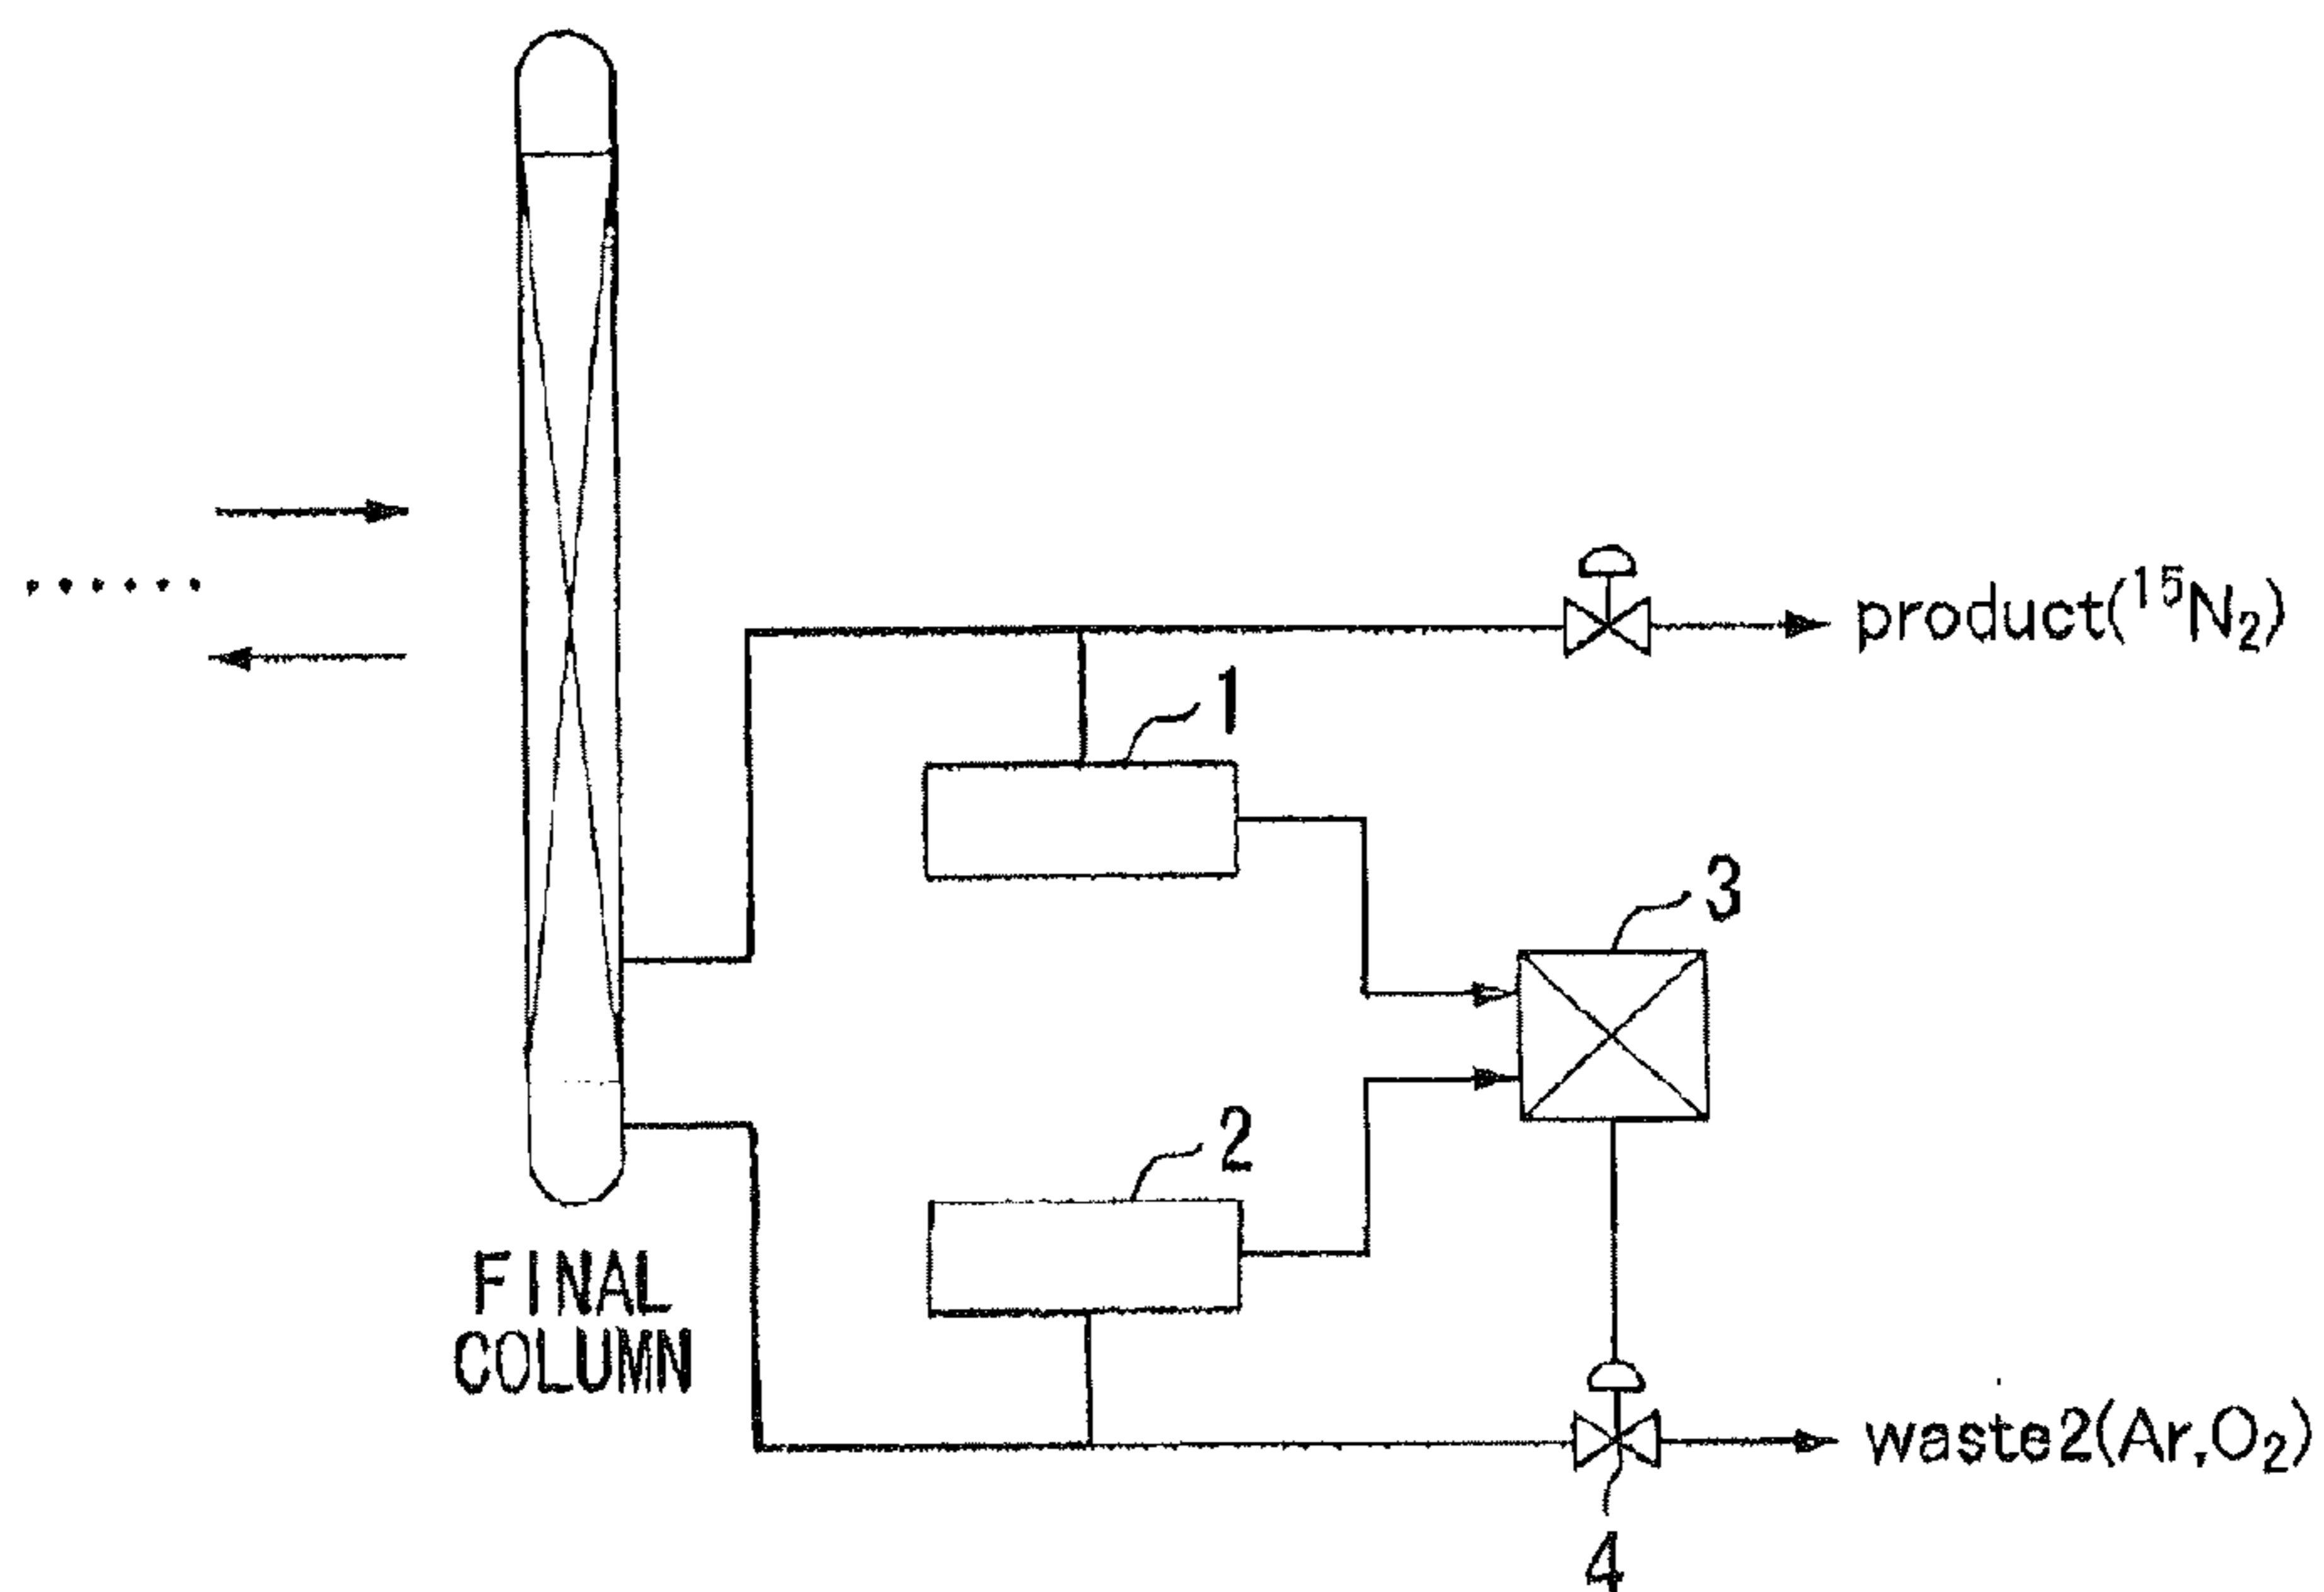 product(¹⁵N₂)
1
3
2
FINAL
COLUMN
waste2(Ar,O₂)
4